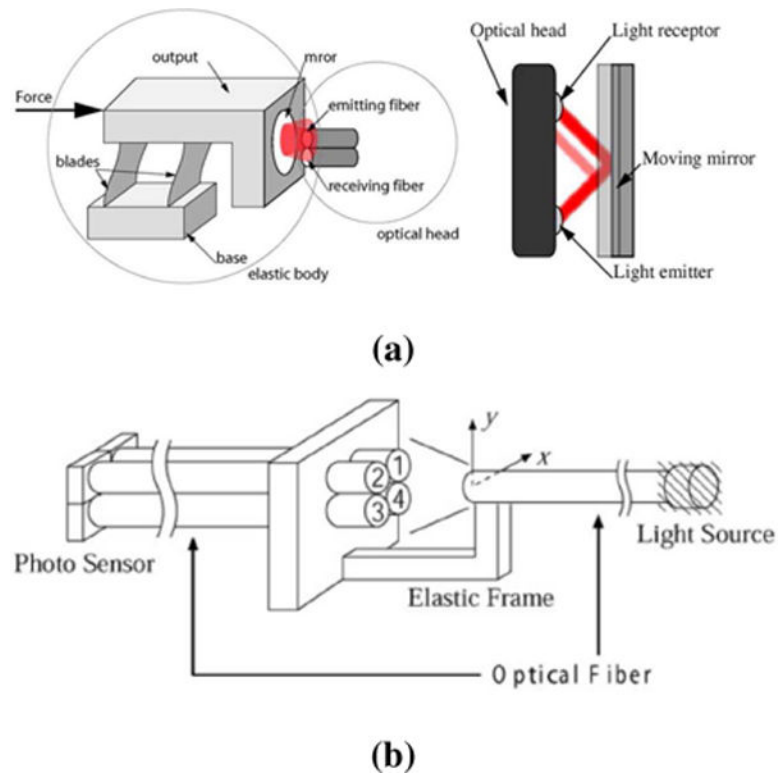 output
mror
Force
emitting fiber
blades
receiving fiber
optical head
base
elastic body
Optical head
Light receptor
Moving mirror
Light emitter
(a)
y
x
1
2
4
3
Photo Sensor
Light Source
Elastic Frame
Optical Fiber
(b)